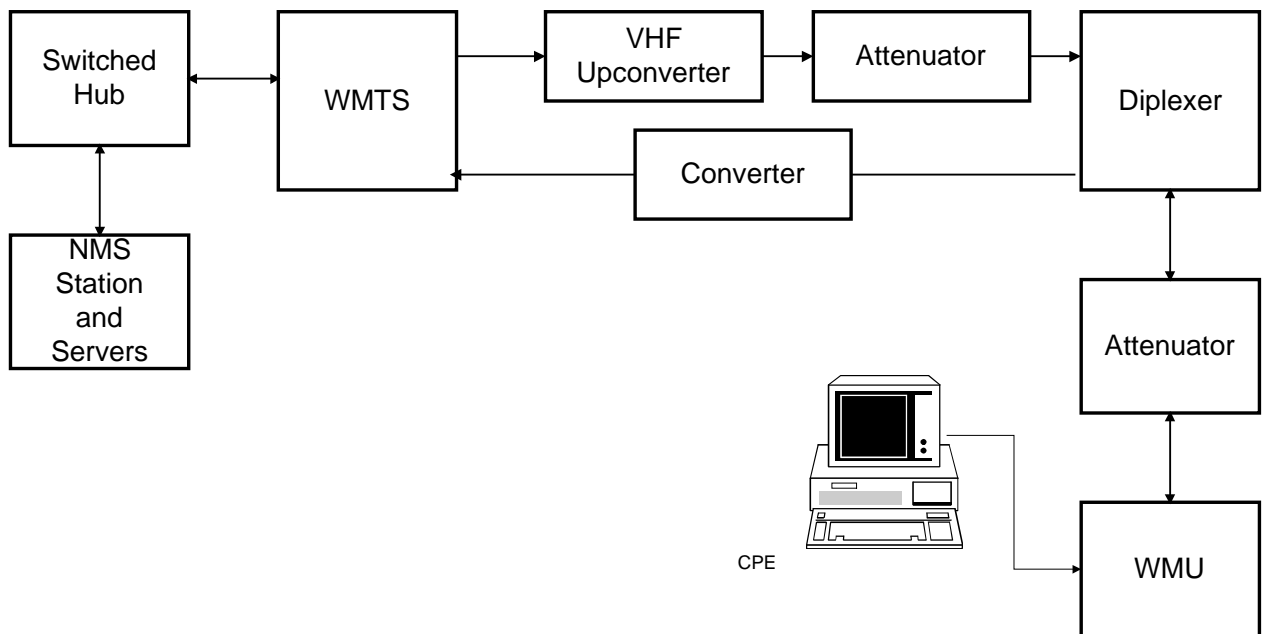 Switched
Hub
WMTS
VHF
Upconverter
Attenuator
Diplexer
Converter
NMS
Station
and
Servers
Attenuator
CPE
WMU